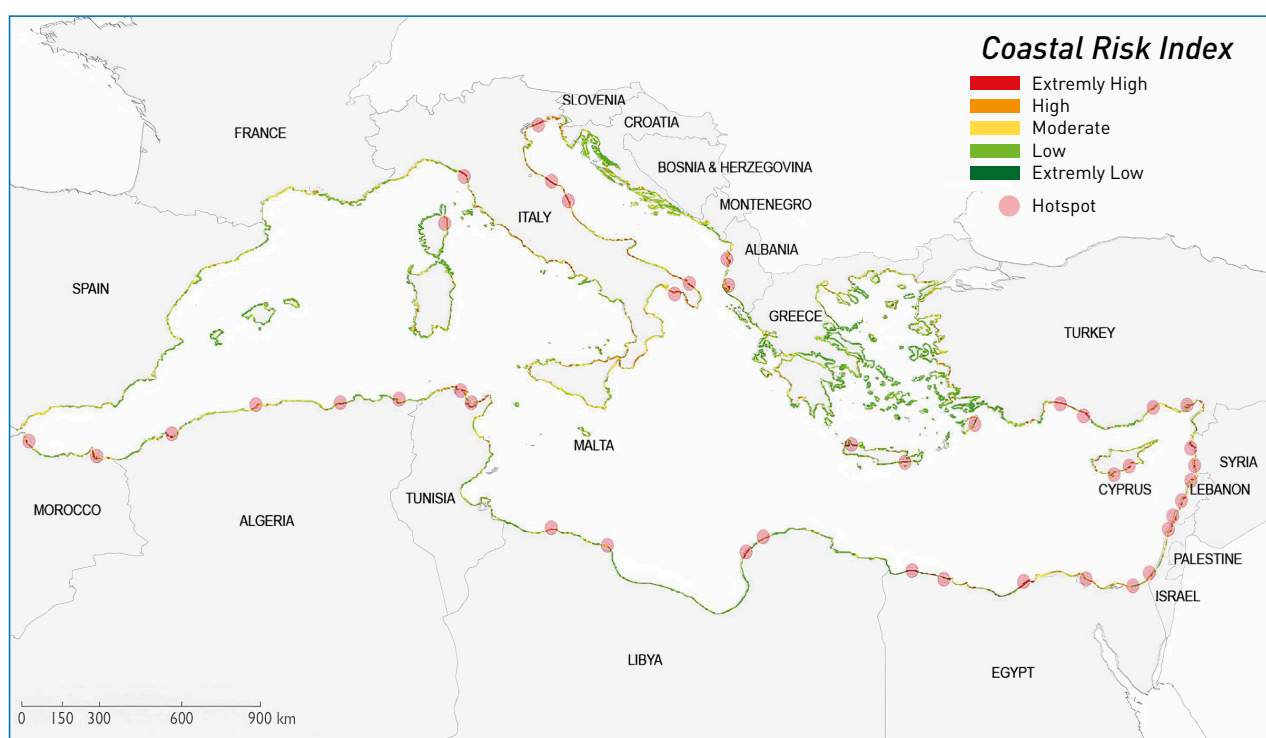 Coastal Risk Index
Extremly High
High
Moderate
Low
Extremly Low
Hotspot
SLOVENIA
CROATIA
FRANCE
BOSNIA & HERZEGOVINA
MONTENEGRO
ITALY
ALBANIA
SPAIN
GREECE
TURKEY
MALTA
SYRIA
CYPRUS
LEBANON
TUNISIA
MOROCCO
ALGERIA
PALESTINE
ISRAEL
LIBYA
EGYPT
0 150 300 600 900 km